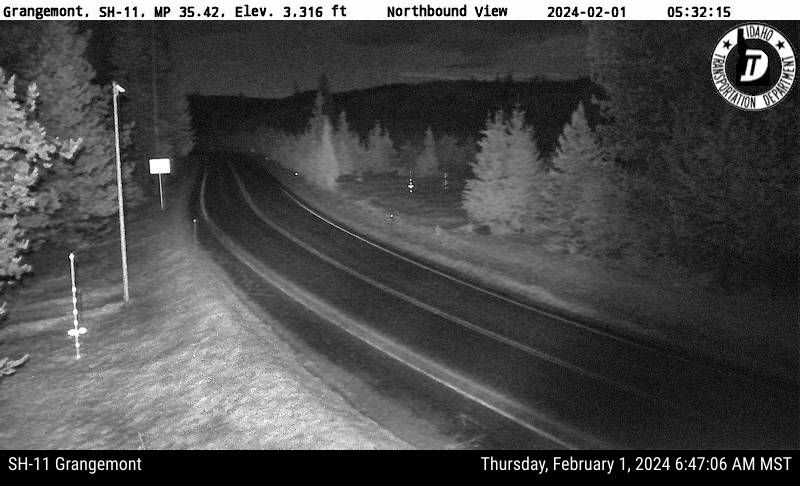 Grangemont, SH-11, MP 35.42, Elev. 3,316 ft Northbound View 2024-02-01 05:32:15
IDAHO
TRANSPORTATION DEPARTMENT
SH-11 Grangemont Thursday, February 1, 2024 6:47:06 AM MST